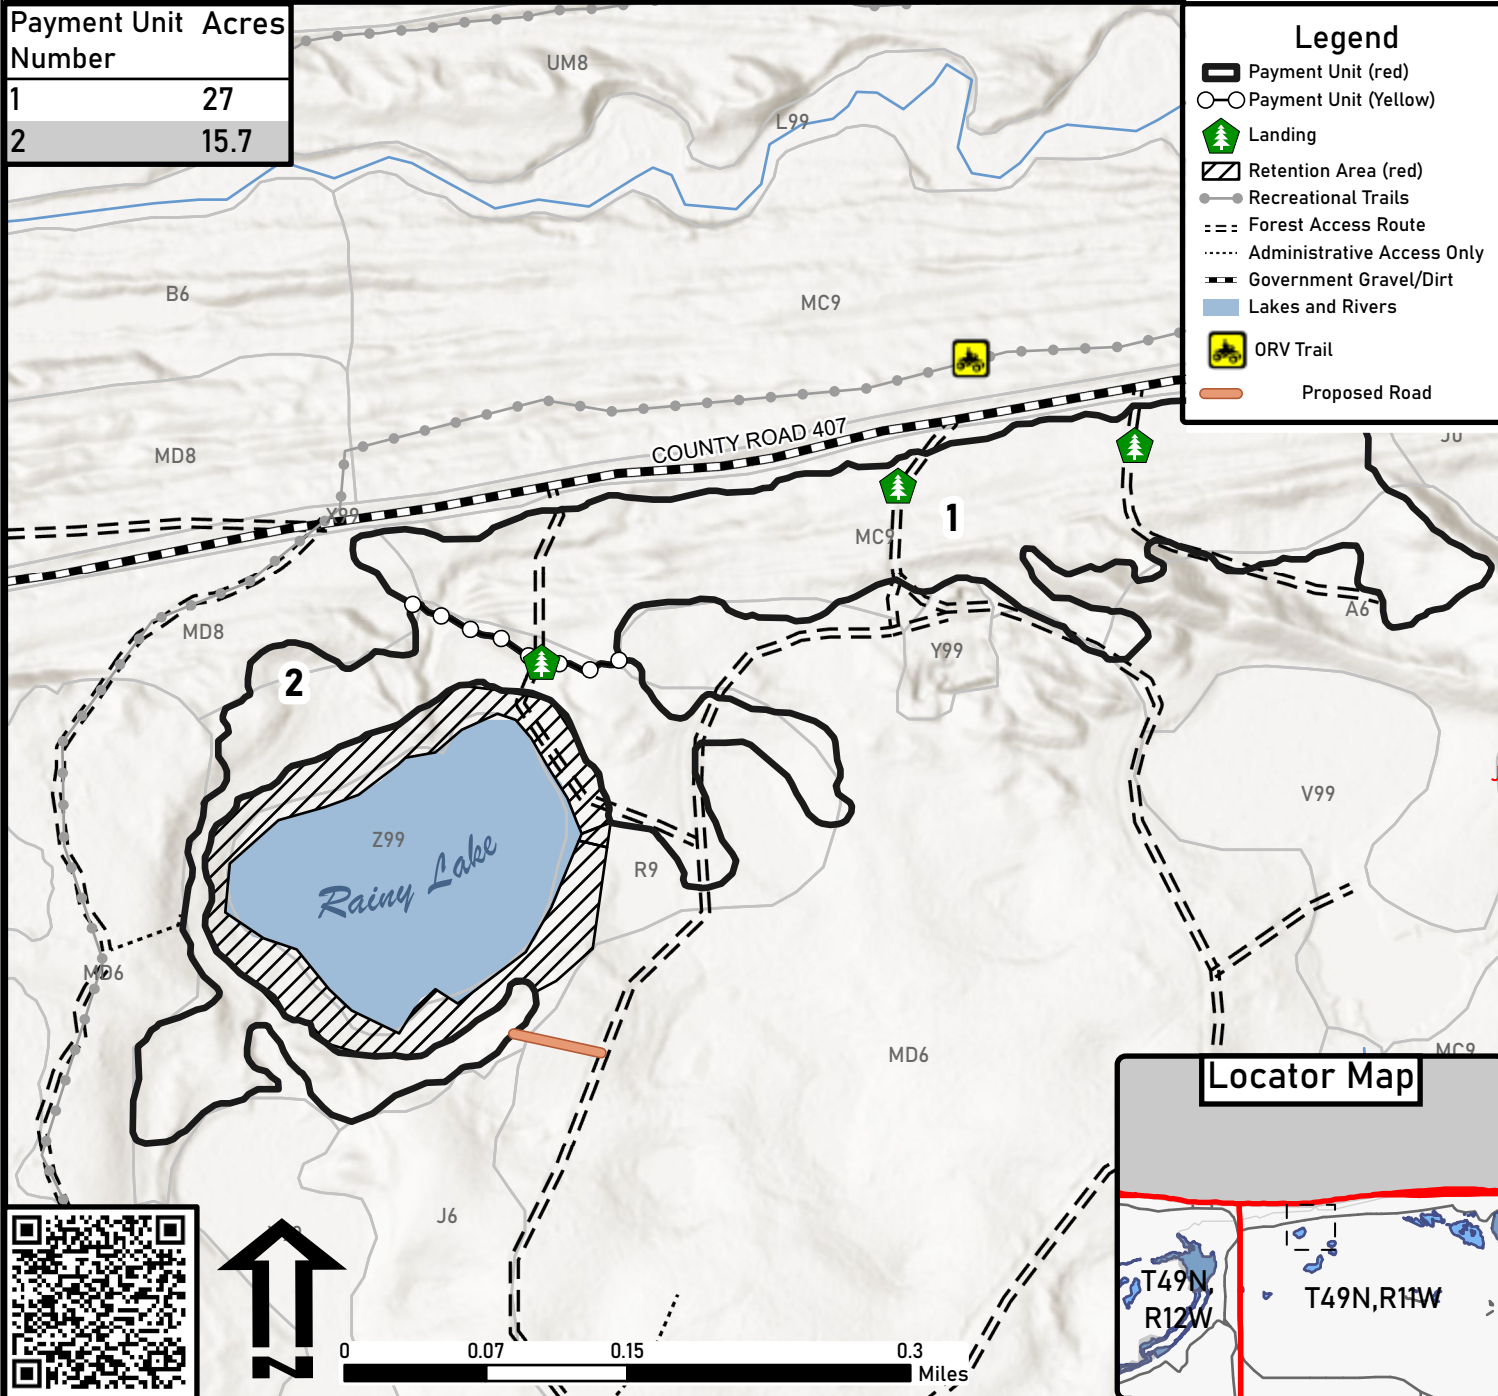 Payment Unit Acres
Number
1 27
2 15.7
Legend
Payment Unit (red)
Payment Unit (Yellow)
Landing
Retention Area (red)
Recreational Trails
Forest Access Route
Administrative Access Only
Government Gravel/Dirt
Lakes and Rivers
ORV Trail
Proposed Road
UM8
L99
B6
MC9
MD8
COUNTY ROAD 407
X99
1
MC9
A6
MD8
Y99
2
V99
Z99
Rainy Lake
R9
MD6
MD6
MC9
J6
Locator Map
T49N,
R12W
T49N,R11W
N
0 0.07 0.15 0.3
Miles